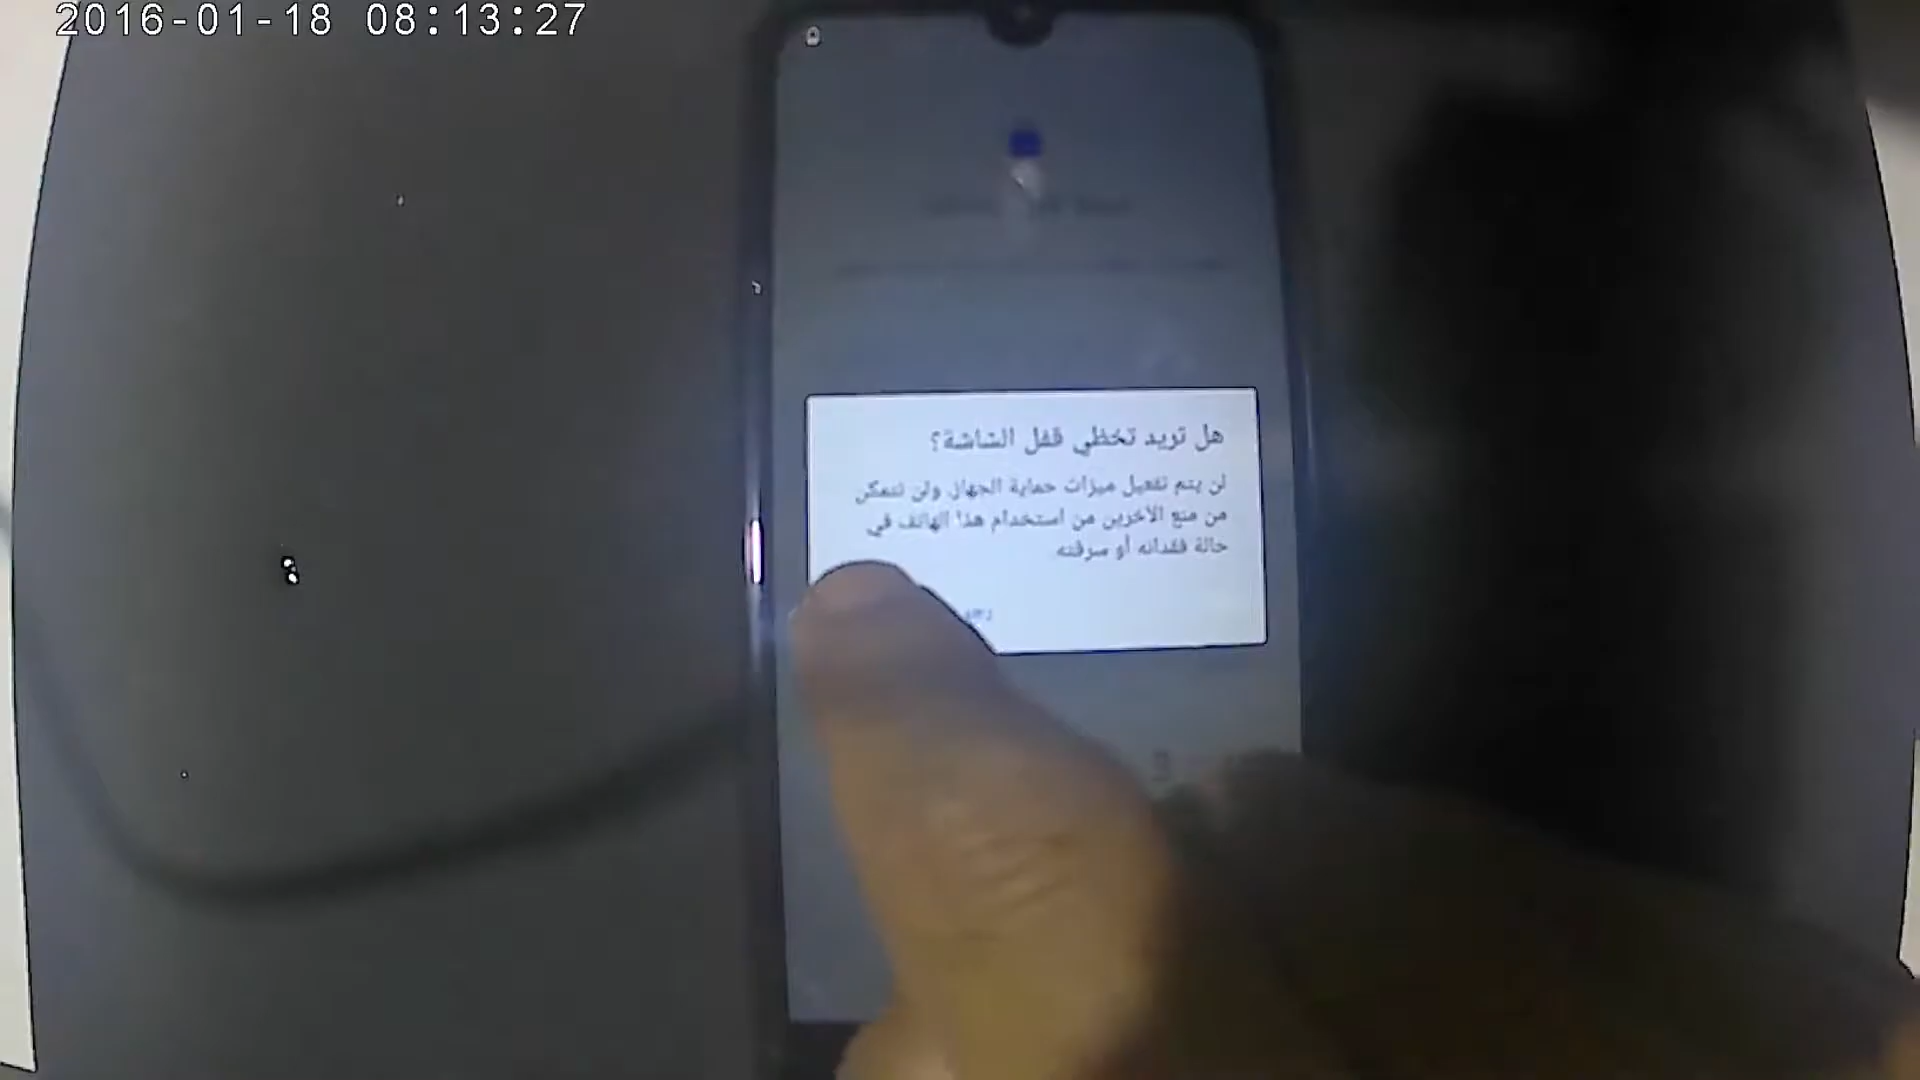 2016-01-18 08:13:27
هل تريد تخطي قفل الشاشة؟
لن يتم تفعيل ميزات حماية الجهاز. ولن تتمكن
من منع الآخرين من استخدام هذا الهاتف في
حالة فقدانه أو سرقته.